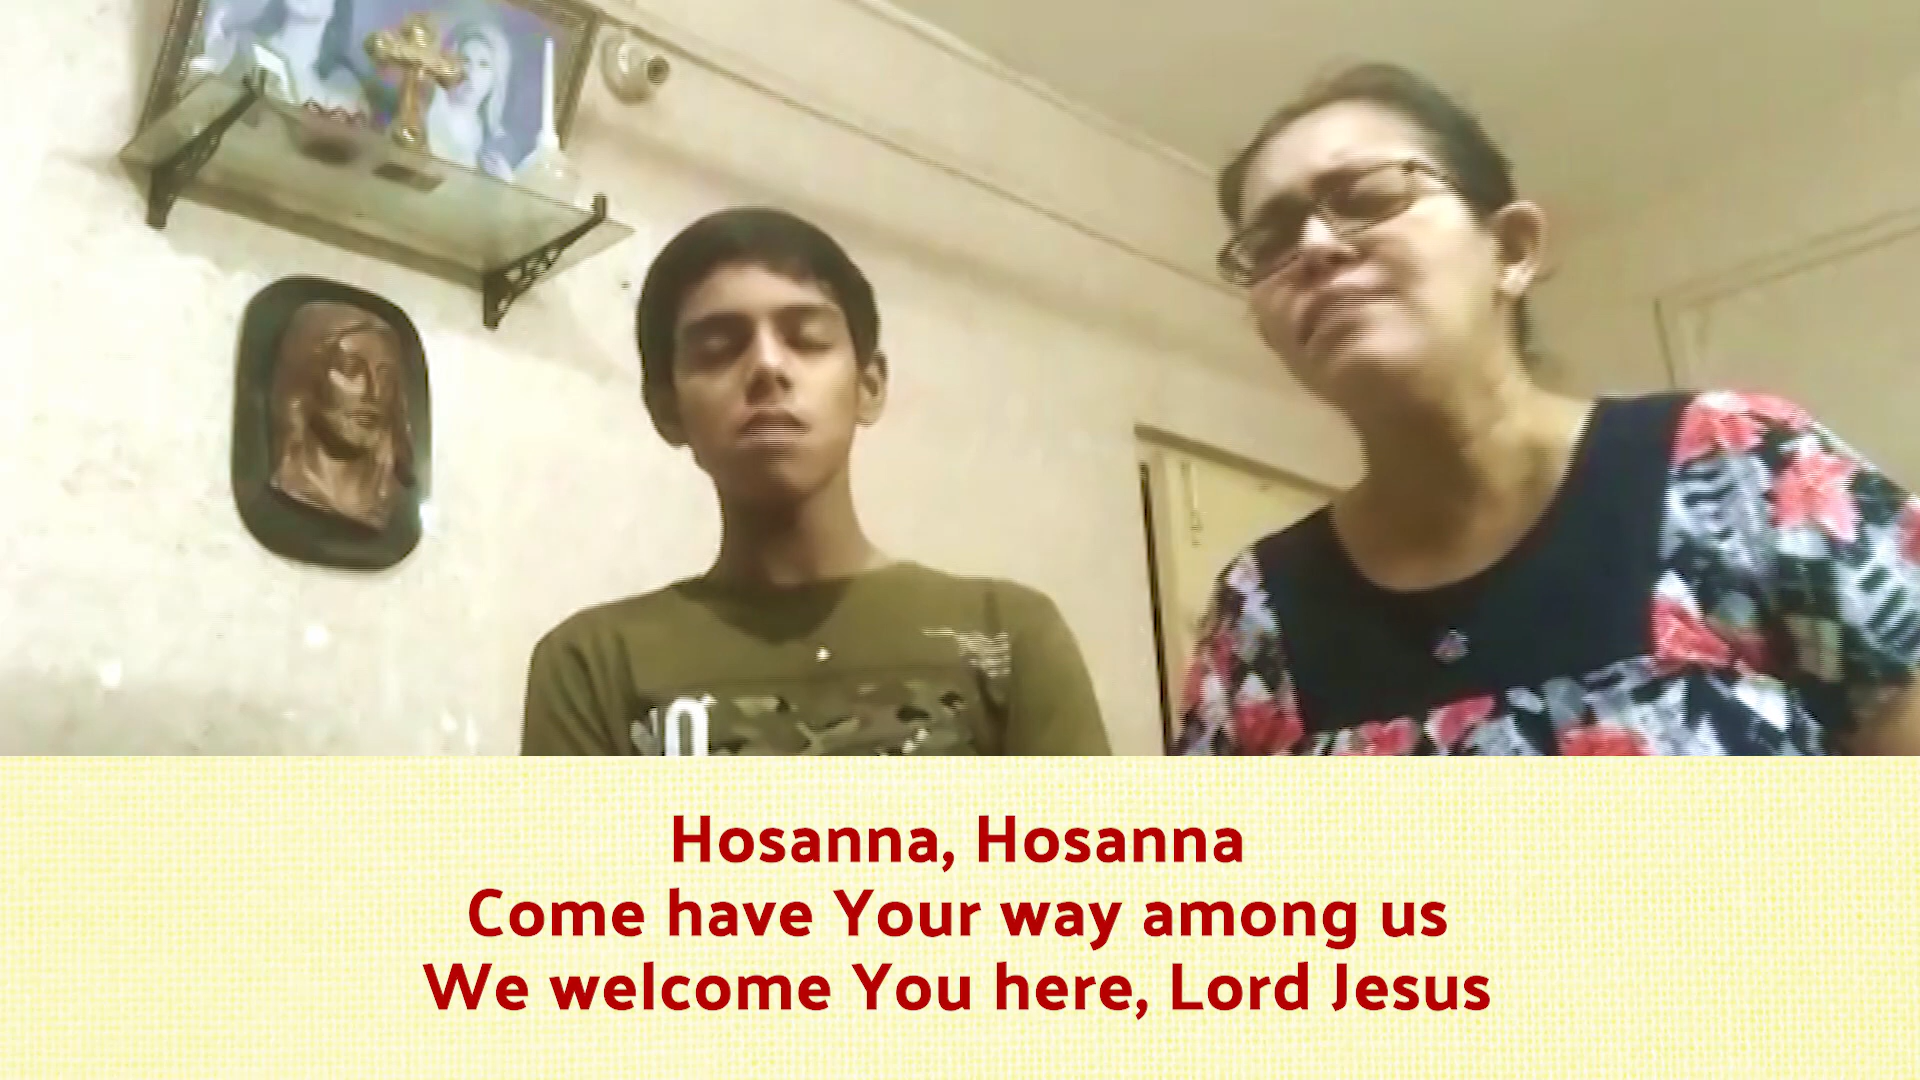 Hosanna, Hosanna
Come have Your way among us
We welcome You here, Lord Jesus